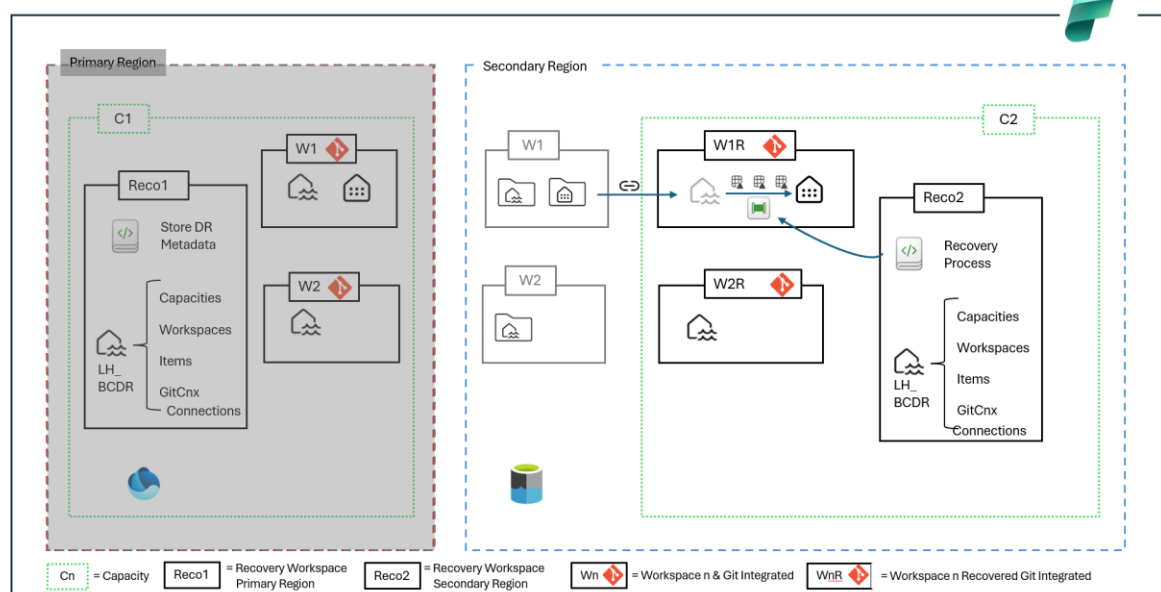 Primary Region
C1
Reco1
</>
Store DR
Metadata
Capacities
Workspaces
Items
GitCnx
Connections
LH_
BCDR
W1
W2
Secondary Region
W1
W2
C2
W1R
W2R
Reco2
</>
Recovery
Process
Capacities
Workspaces
Items
GitCnx
Connections
LH_
BCDR
Cn
= Capacity
Reco1
= Recovery Workspace
Primary Region
Reco2
= Recovery Workspace
Secondary Region
Wn
= Workspace n & Git Integrated
WnR
= Workspace n Recovered Git Integrated